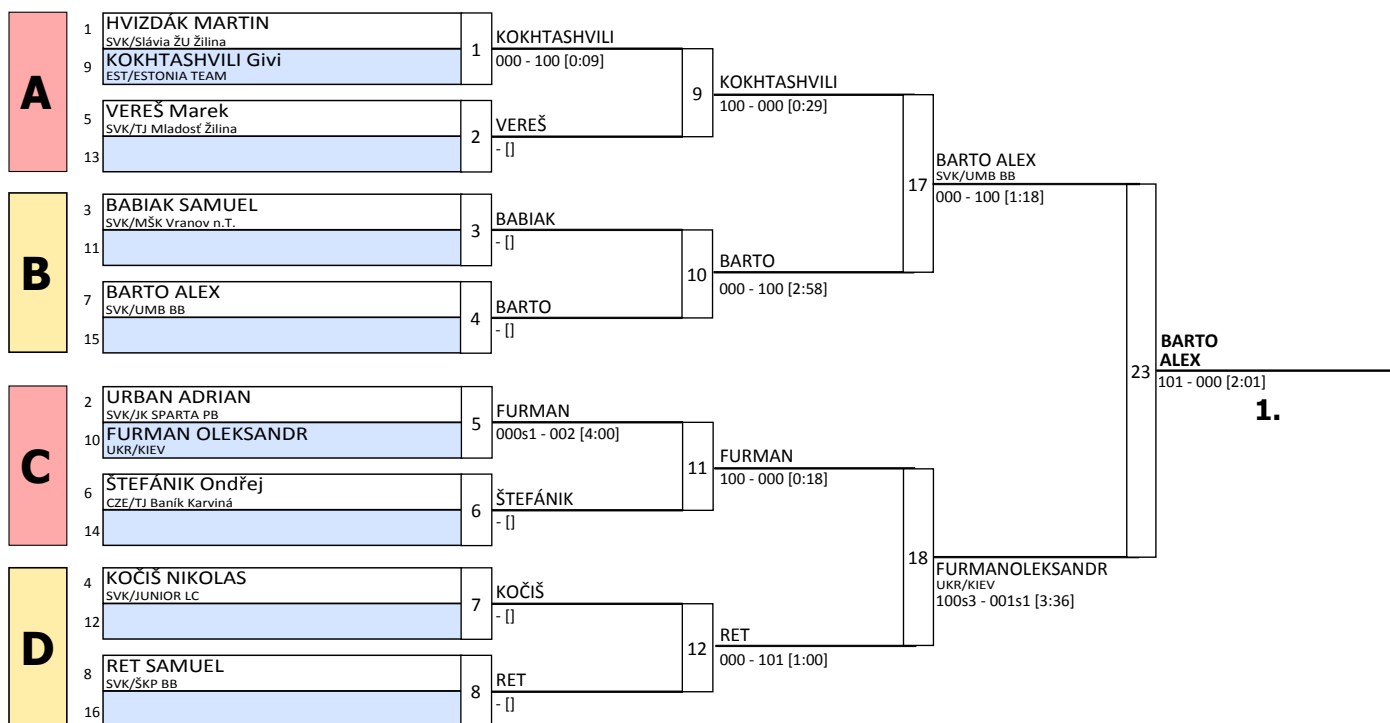 A
1
HVIZDÁK MARTIN
SVK/Slávia ŽU Žilina
9
KOKHTASHVILI Givi
EST/ESTONIA TEAM
1
KOKHTASHVILI
000 - 100 [0:09]
5
VEREŠ Marek
SVK/TJ Mladosť Žilina
13
2
VEREŠ
- []
9
KOKHTASHVILI
100 - 000 [0:29]
B
3
BABIAK SAMUEL
SVK/MŠK Vranov n.T.
11
3
BABIAK
- []
7
BARTO ALEX
SVK/UMB BB
15
4
BARTO
- []
10
BARTO
000 - 100 [2:58]
17
BARTO ALEX
SVK/UMB BB
000 - 100 [1:18]
C
2
URBAN ADRIAN
SVK/JK SPARTA PB
10
FURMAN OLEKSANDR
UKR/KIEV
5
FURMAN
000s1 - 002 [4:00]
6
ŠTEFÁNIK Ondřej
CZE/TJ Baník Karviná
14
6
ŠTEFÁNIK
- []
11
FURMAN
100 - 000 [0:18]
D
4
KOČIŠ NIKOLAS
SVK/JUNIOR LC
12
7
KOČIŠ
- []
8
RET SAMUEL
SVK/ŠKP BB
16
8
RET
- []
12
RET
000 - 101 [1:00]
18
FURMANOLEKSANDR
UKR/KIEV
100s3 - 001s1 [3:36]
23
BARTO
ALEX
101 - 000 [2:01]
1.